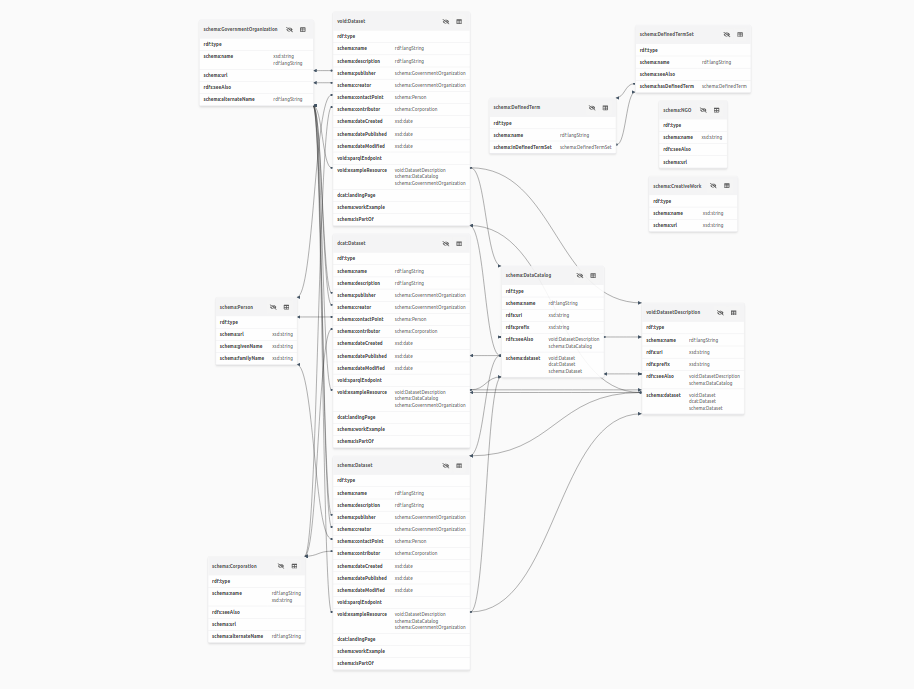 schema:GovernmentOrganization
rdf:type
schema:name xsd:string
rdf:langString
schema:url
rdfs:seeAlso
schema:alternateName rdf:langString
void:Dataset
rdf:type
schema:name rdf:langString
schema:description rdf:langString
schema:publisher schema:GovernmentOrganization
schema:creator schema:GovernmentOrganization
schema:contactPoint schema:Person
schema:contributor schema:Corporation
schema:dateCreated xsd:date
schema:datePublished xsd:date
schema:dateModified xsd:date
void:sparqlEndpoint
void:exampleResource void:DatasetDescription
schema:DataCatalog
schema:GovernmentOrganization
dcat:landingPage
schema:workExample
schema:isPartOf
schema:DefinedTermSet
rdf:type
schema:name rdf:langString
schema:seeAlso
schema:hasDefinedTerm schema:DefinedTerm
schema:DefinedTerm
rdf:type
schema:name rdf:langString
schema:inDefinedTermSet schema:DefinedTermSet
schema:NGO
rdf:type
schema:name xsd:string
rdfs:seeAlso
schema:url
schema:CreativeWork
rdf:type
schema:name xsd:string
schema:url xsd:string
dcat:Dataset
rdf:type
schema:name rdf:langString
schema:description rdf:langString
schema:publisher schema:GovernmentOrganization
schema:creator schema:GovernmentOrganization
schema:contactPoint schema:Person
schema:contributor schema:Corporation
schema:dateCreated xsd:date
schema:datePublished xsd:date
schema:dateModified xsd:date
void:sparqlEndpoint
void:exampleResource void:DatasetDescription
schema:DataCatalog
schema:GovernmentOrganization
dcat:landingPage
schema:workExample
schema:isPartOf
schema:DataCatalog
rdf:type
schema:name rdf:langString
rdfs:uri xsd:string
rdfs:prefix xsd:string
rdfs:seeAlso void:DatasetDescription
schema:DataCatalog
schema:dataset void:Dataset
dcat:Dataset
schema:Dataset
schema:Person
rdf:type
schema:url xsd:string
schema:givenName xsd:string
schema:familyName xsd:string
void:DatasetDescription
rdf:type
schema:name rdf:langString
rdfs:uri xsd:string
rdfs:prefix xsd:string
rdfs:seeAlso void:DatasetDescription
schema:DataCatalog
schema:dataset void:Dataset
dcat:Dataset
schema:Dataset
schema:Dataset
rdf:type
schema:name rdf:langString
schema:description rdf:langString
schema:publisher schema:GovernmentOrganization
schema:creator schema:GovernmentOrganization
schema:contactPoint schema:Person
schema:contributor schema:Corporation
schema:dateCreated xsd:date
schema:datePublished xsd:date
schema:dateModified xsd:date
void:sparqlEndpoint
void:exampleResource void:DatasetDescription
schema:DataCatalog
schema:GovernmentOrganization
dcat:landingPage
schema:workExample
schema:isPartOf
schema:Corporation
rdf:type
schema:name rdf:langString
xsd:string
rdfs:seeAlso
schema:url
schema:alternateName rdf:langString